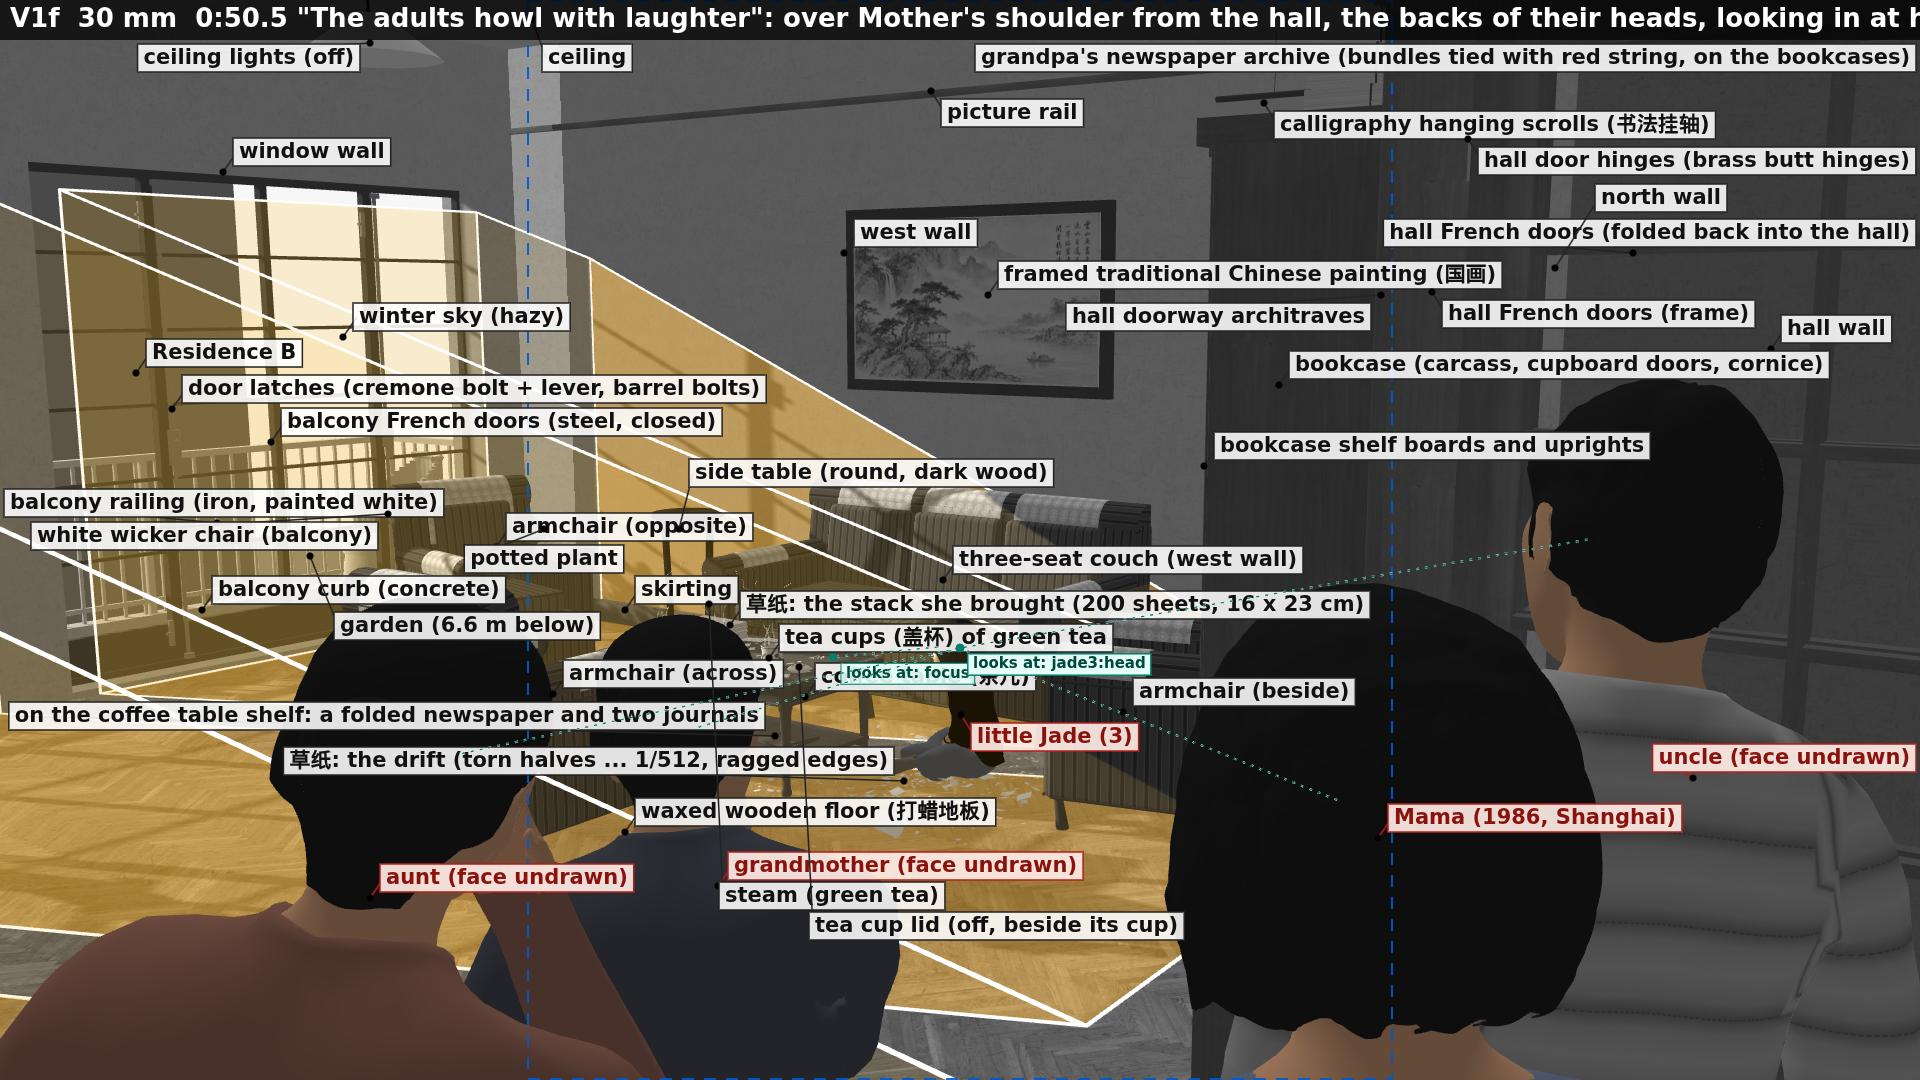 V1f 30 mm 0:50.5 "The adults howl with laughter": over Mother's shoulder from the hall, the backs of their heads, looking in at
ceiling lights (off)
ceiling
grandpa's newspaper archive (bundles tied with red string, on the bookcases)
picture rail
calligraphy hanging scrolls (书法挂轴)
window wall
hall door hinges (brass butt hinges)
north wall
west wall
hall French doors (folded back into the hall)
framed traditional Chinese painting (国画)
winter sky (hazy)
hall doorway architraves
hall French doors (frame)
hall wall
Residence B
bookcase (carcass, cupboard doors, cornice)
door latches (cremone bolt + lever, barrel bolts)
balcony French doors (steel, closed)
bookcase shelf boards and uprights
side table (round, dark wood)
balcony railing (iron, painted white)
armchair (opposite)
white wicker chair (balcony)
potted plant
three-seat couch (west wall)
balcony curb (concrete)
skirting
草纸: the stack she brought (200 sheets, 16 x 23 cm)
garden (6.6 m below)
tea cups (盖杯) of green tea
looks at: jade3:head
armchair (across)
looks at: focus
armchair (beside)
on the coffee table shelf: a folded newspaper and two journals
little Jade (3)
草纸: the drift (torn halves ... 1/512, ragged edges)
uncle (face undrawn)
waxed wooden floor (打蜡地板)
Mama (1986, Shanghai)
grandmother (face undrawn)
aunt (face undrawn)
steam (green tea)
tea cup lid (off, beside its cup)